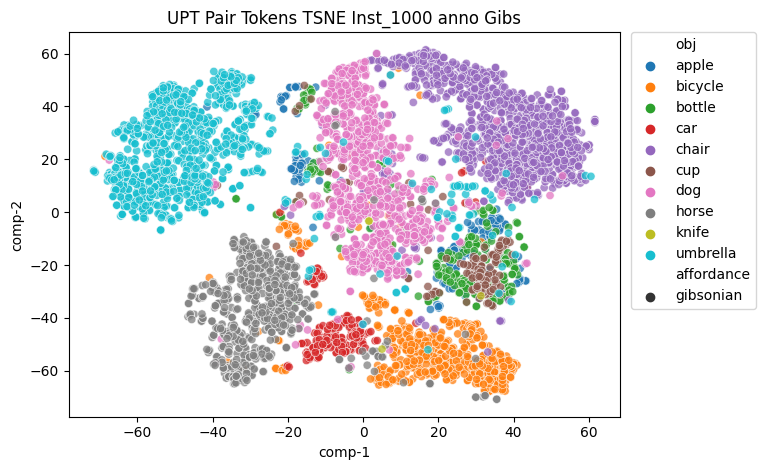 UPT Pair Tokens TSNE Inst_1000 anno Gibs
obj
apple
bicycle
bottle
car
chair
cup
dog
horse
knife
umbrella
affordance
gibsonian
comp-2
60
40
20
0
−20
−40
−60
−60
−40
−20
0
20
40
60
comp-1